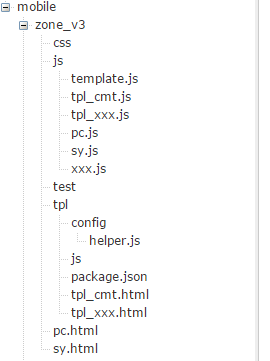 mobile
zone_v3
css
js
template.js
tpl_cmt.js
tpl_xxx.js
pc.js
sy.js
xxx.js
test
tpl
config
helper.js
js
package.json
tpl_cmt.html
tpl_xxx.html
pc.html
sy.html